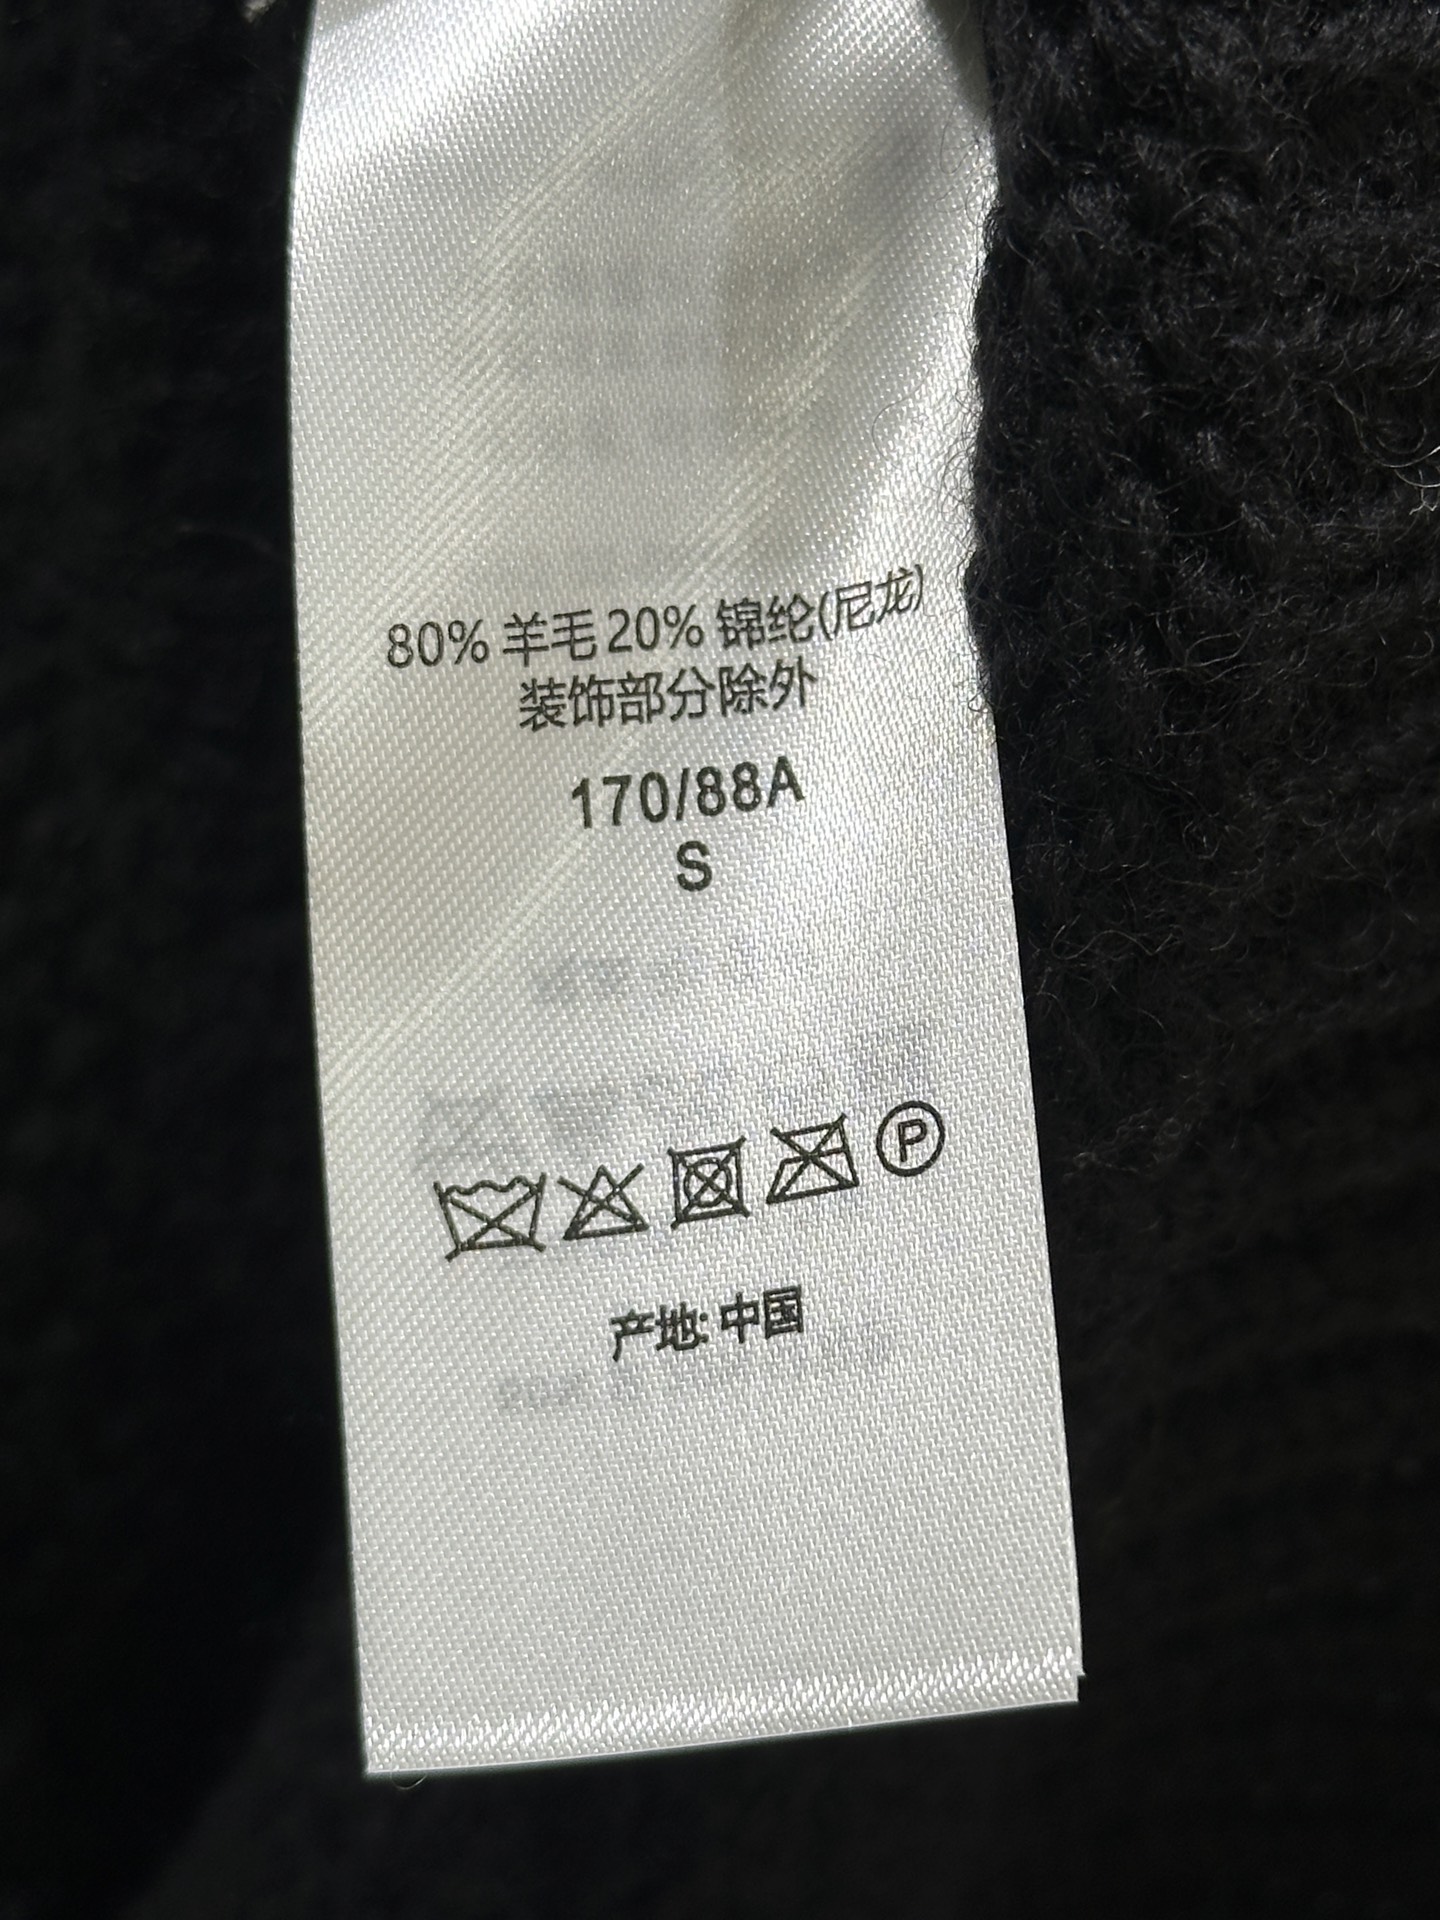 80% 羊毛 20% 锦纶(尼龙)
装饰部分除外
170/88A
S
P
产地: 中国